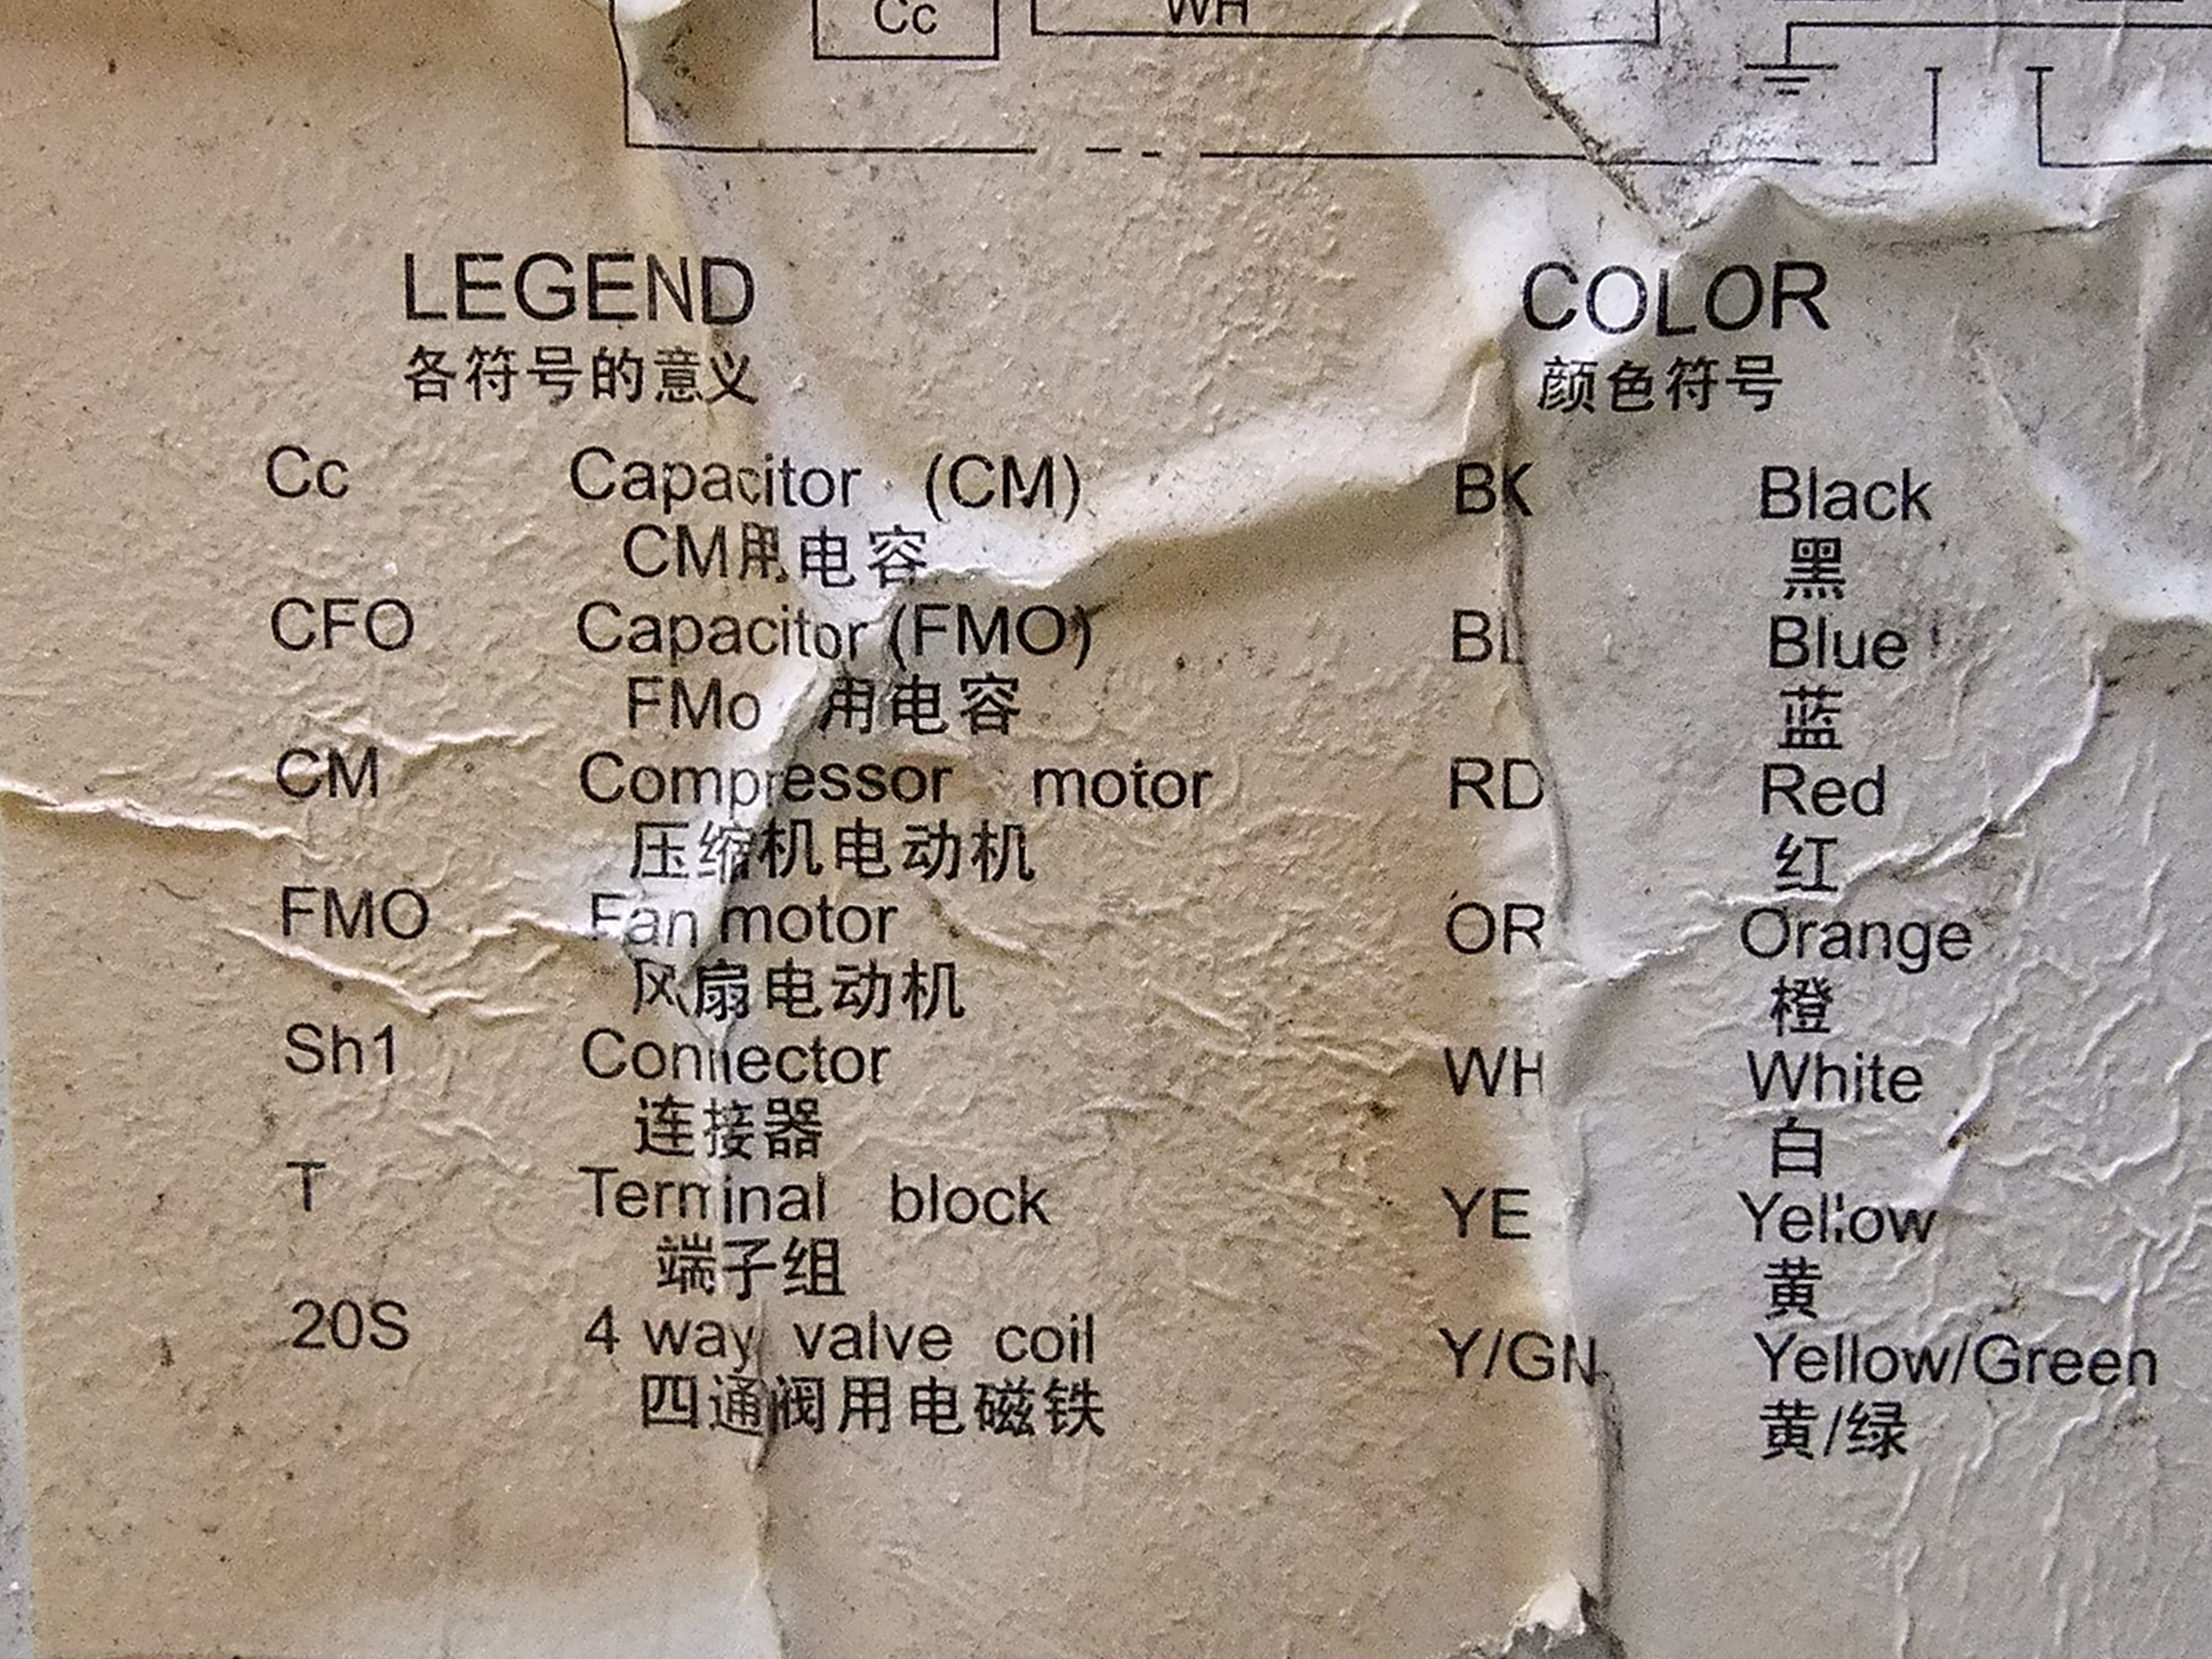 Cc WH
LEGEND
各符号的意义
Cc Capacitor (CM)
CM用电容
CFO Capacitor (FMO)
FMo 用电容
CM Compressor motor
压缩机电动机
FMO Fan motor
风扇电动机
Sh1 Connector
连接器
T Terminal block
端子组
20S 4 way valve coil
四通阀用电磁铁
COLOR
颜色符号
BK Black
黑
BL Blue
蓝
RD Red
红
OR Orange
橙
WH White
白
YE Yellow
黄
Y/GN Yellow/Green
黄/绿